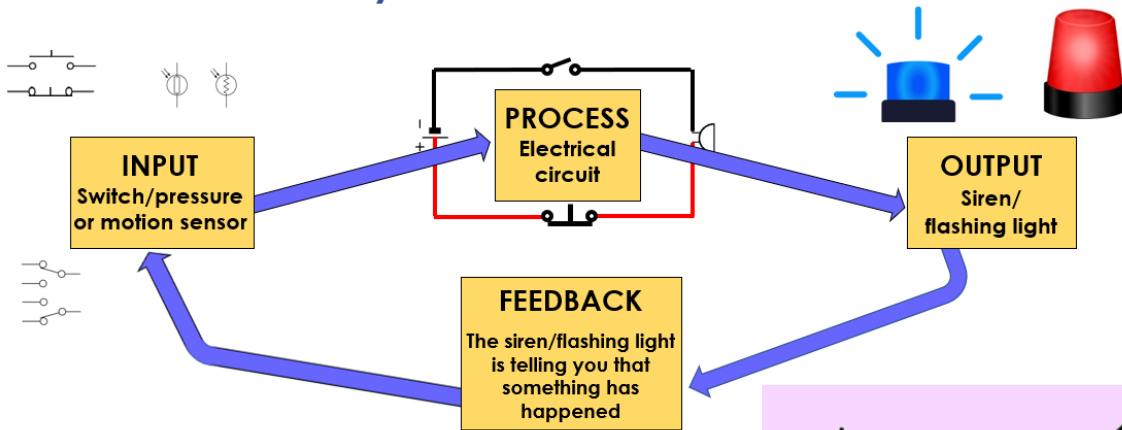 INPUT
Switch/pressure
or motion sensor
-
+
PROCESS
Electrical
circuit
OUTPUT
Siren/
flashing light
FEEDBACK
The siren/flashing light
is telling you that
something has
happened